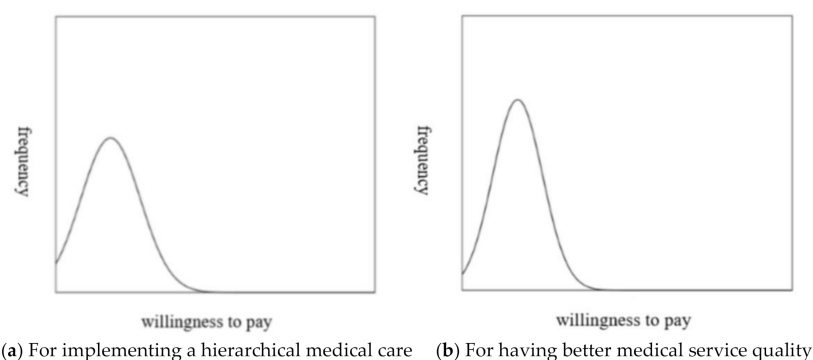 frequency
willingness to pay
(a) For implementing a hierarchical medical care
frequency
willingness to pay
(b) For having better medical service quality